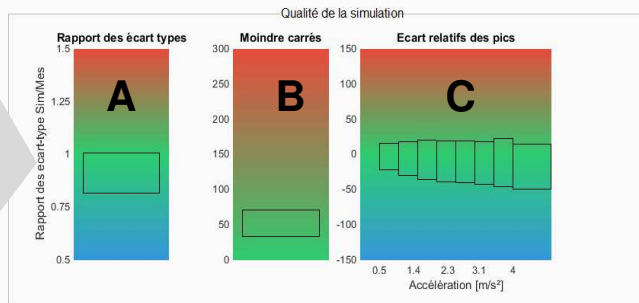 Qualité de la simulation
Rapport des écart types
Moindre carrés
Ecart relatifs des pics
Rapport des ecart-type Sim/Mes
1.5
1.25
1
0.75
0.5
A
300
250
200
150
100
50
0
B
150
100
50
0
-50
-100
-150
C
0.5 1.4 2.3 3.1 4
Accélération [m/s²]